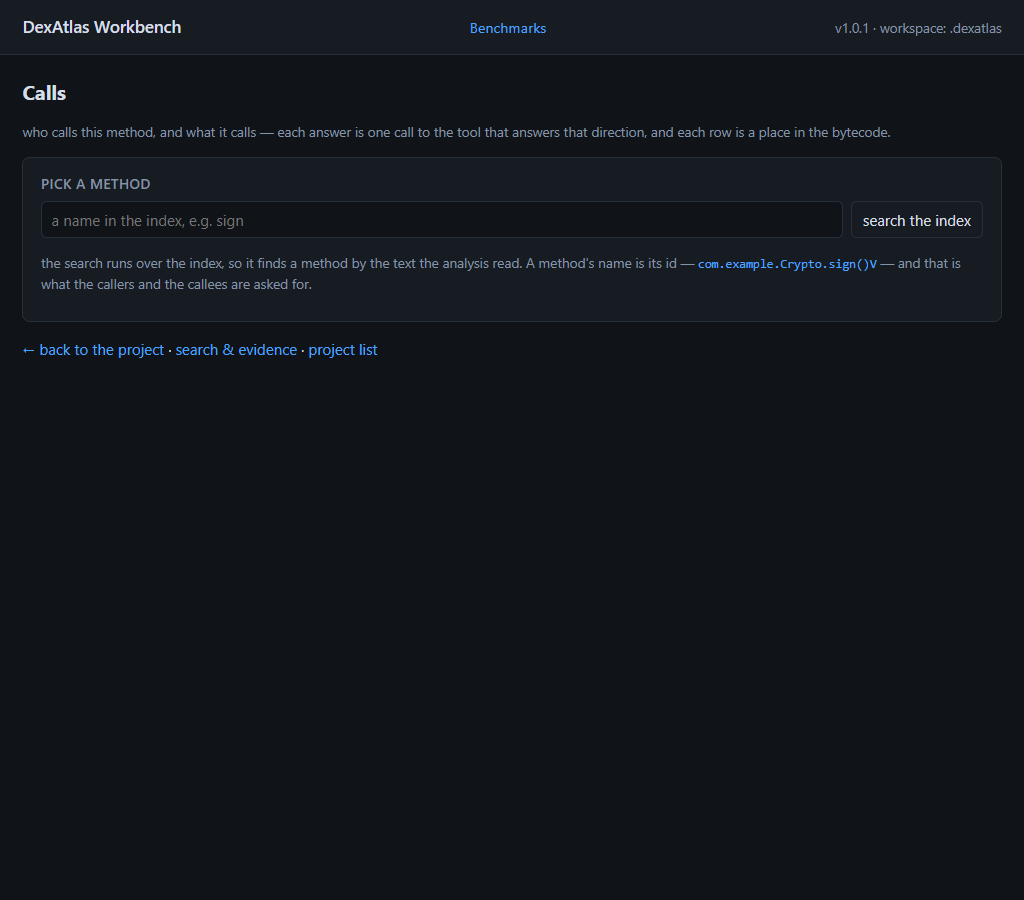 DexAtlas Workbench
Benchmarks
v1.0.1 · workspace: .dexatlas
Calls
who calls this method, and what it calls — each answer is one call to the tool that answers that direction, and each row is a place in the bytecode.
PICK A METHOD
a name in the index, e.g. sign
search the index
the search runs over the index, so it finds a method by the text the analysis read. A method's name is its id — com.example.Crypto.sign()V — and that is
what the callers and the callees are asked for.
← back to the project · search & evidence · project list